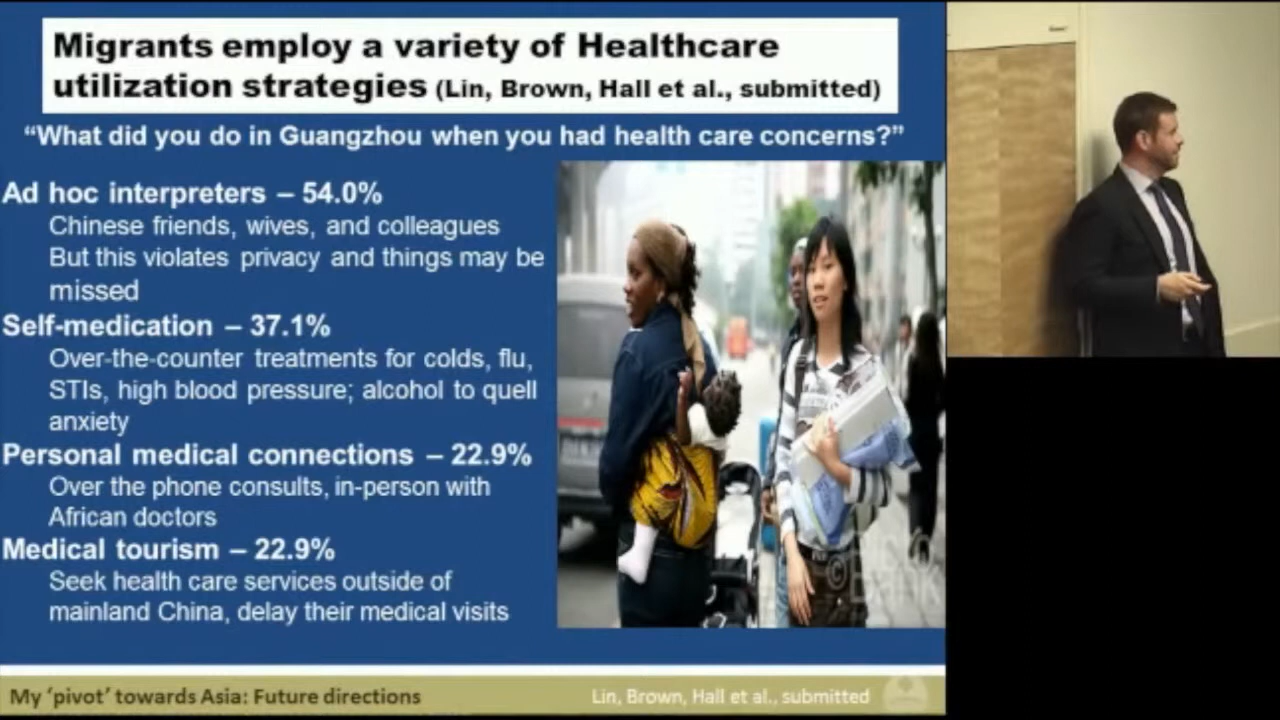 Migrants employ a variety of Healthcare
utilization strategies (Lin, Brown, Hall et al., submitted)
“What did you do in Guangzhou when you had health care concerns?”
Ad hoc interpreters – 54.0%
Chinese friends, wives, and colleagues
But this violates privacy and things may be
missed
Self-medication – 37.1%
Over-the-counter treatments for colds, flu,
STIs, high blood pressure; alcohol to quell
anxiety
Personal medical connections – 22.9%
Over the phone consults, in-person with
African doctors
Medical tourism – 22.9%
Seek health care services outside of
mainland China, delay their medical visits
My ‘pivot’ towards Asia: Future directions
Lin, Brown, Hall et al., submitted